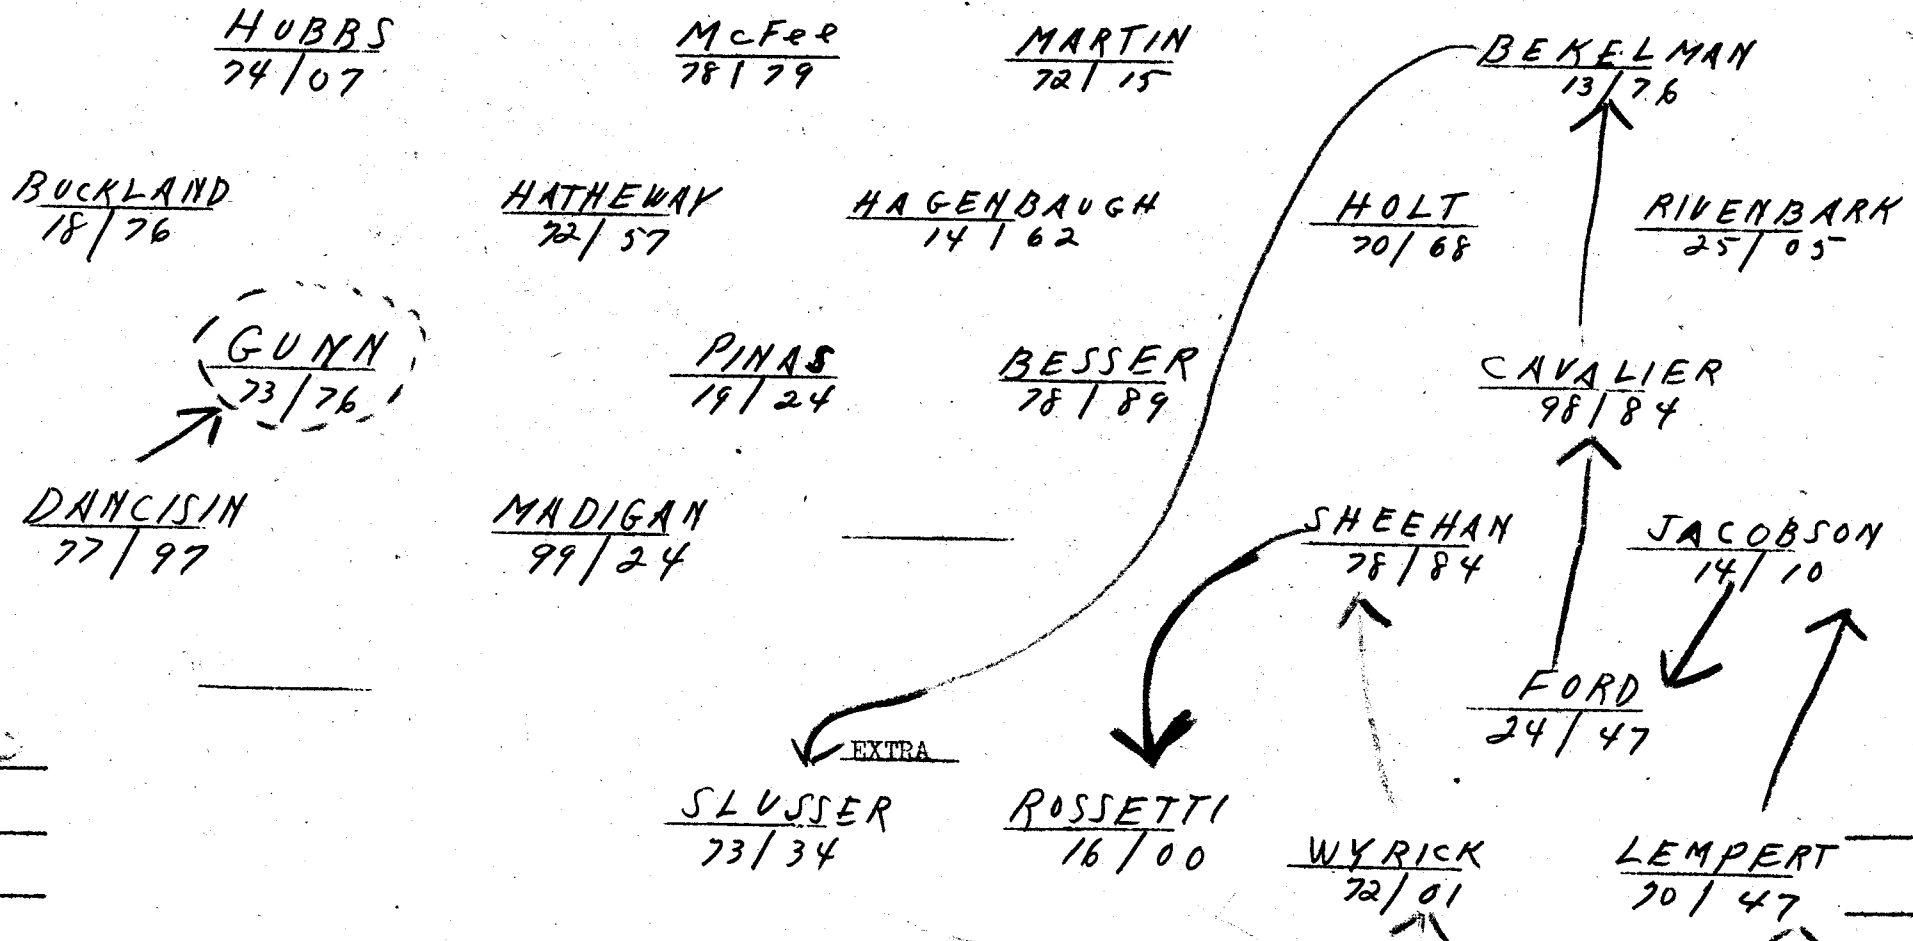 HUBBS
74/07
McFee
78/79
MARTIN
72/15
BEKELMAN
13/76
BUCKLAND
18/76
HATHEWAY
72/57
HAGENBAUGH
14/62
HOLT
70/68
RIVENBARK
25/05
GUNN
73/76
PINAS
19/24
BESSER
78/89
CAVALIER
98/84
DANCISIN
77/97
MADIGAN
99/24
SHEEHAN
78/84
JACOBSON
14/10
FORD
24/47
EXTRA
SLUSSER
73/34
ROSSETTI
16/00
WYRICK
72/01
LEMPERT
70/47